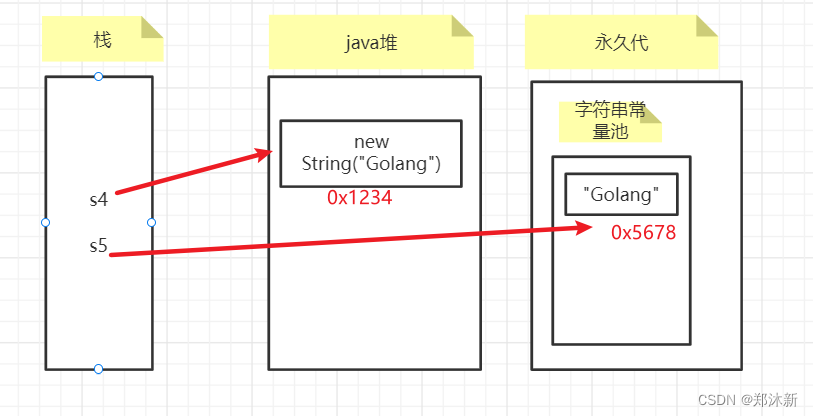 栈
java堆
永久代
字符串常
量池
new
String("Golang")
"Golang"
s4
0x1234
0x5678
s5
CSDN @郑沐新